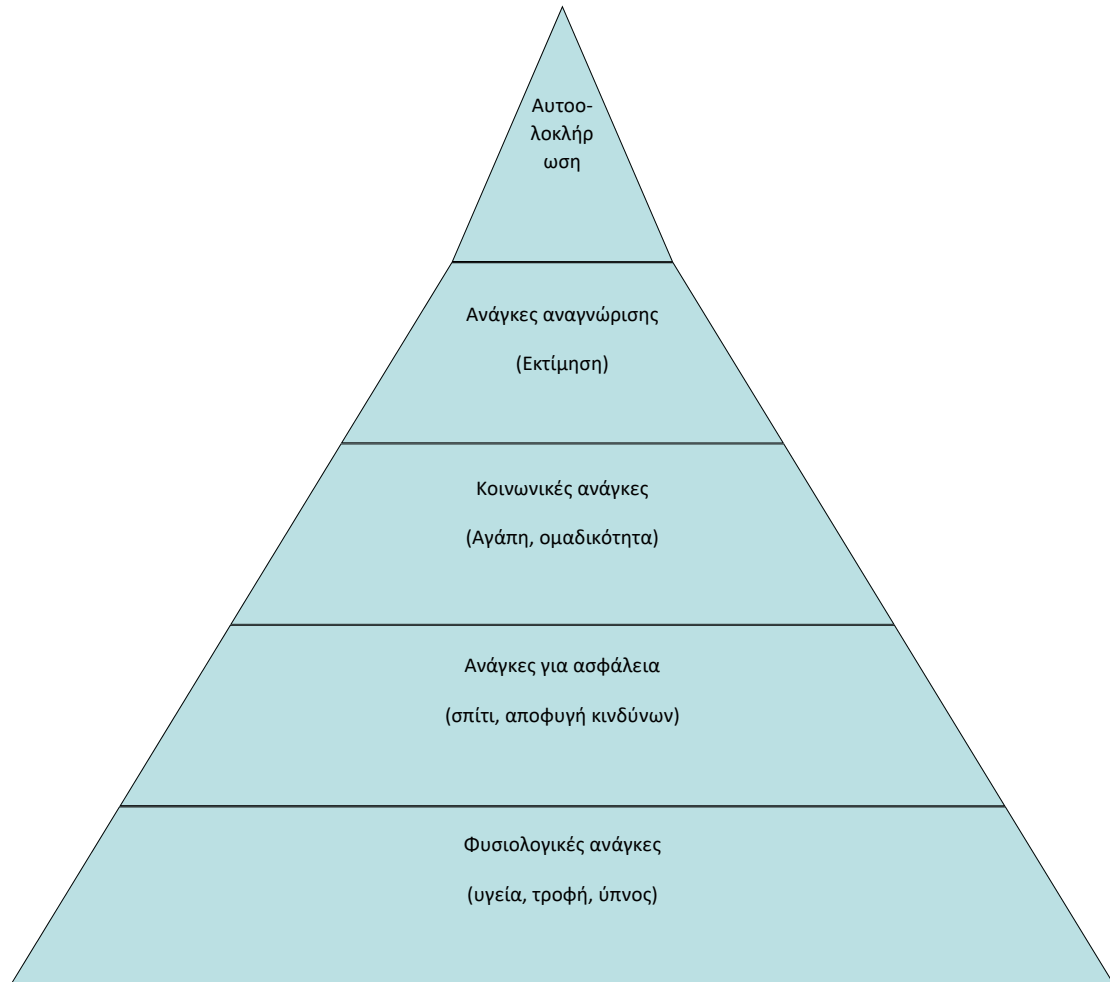 Αυτοο-
λοκλήρ
ωση
Ανάγκες αναγνώρισης
(Εκτίμηση)
Κοινωνικές ανάγκες
(Αγάπη, ομαδικότητα)
Ανάγκες για ασφάλεια
(σπίτι, αποφυγή κινδύνων)
Φυσιολογικές ανάγκες
(υγεία, τροφή, ύπνος)